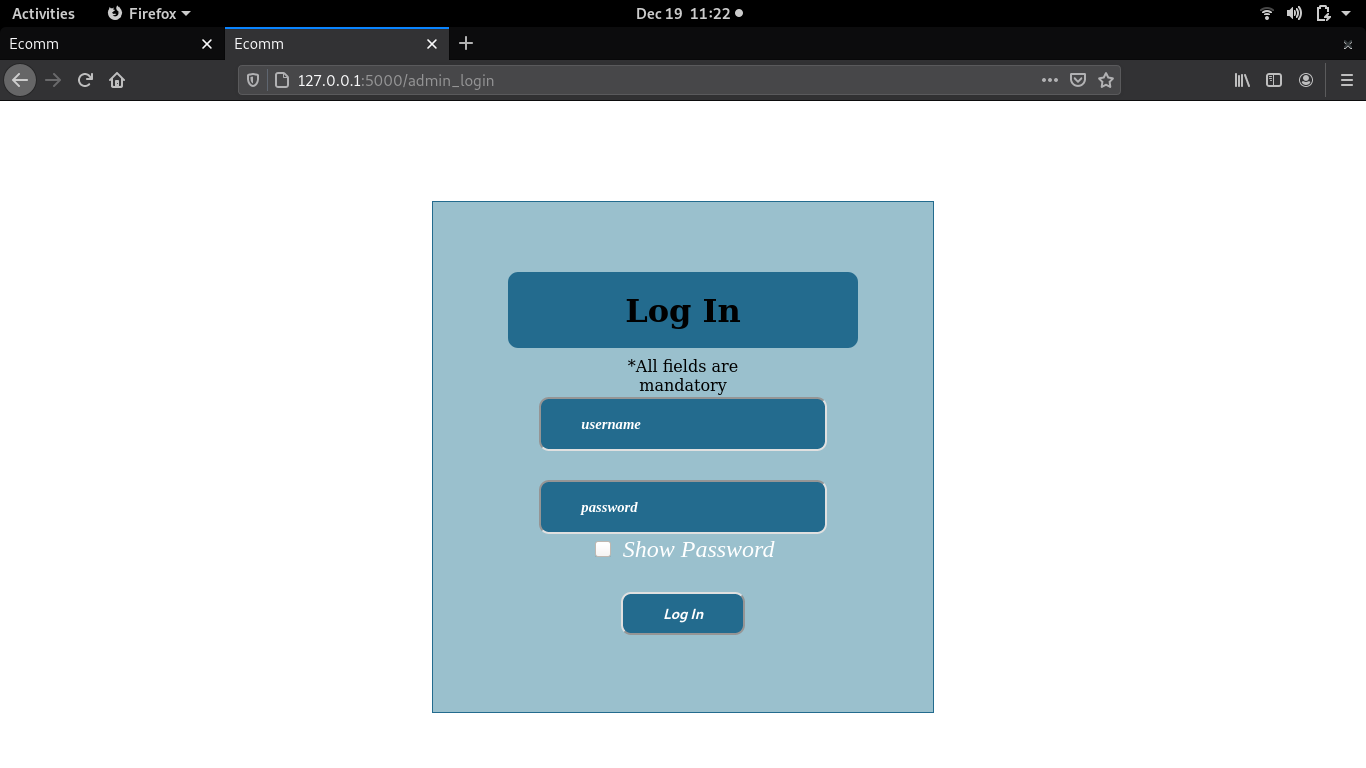 Activities Firefox Dec 19 11:22
Ecomm Ecomm
127.0.0.1:5000/admin_login
Log In
*All fields are
mandatory
username
password
Show Password
Log In